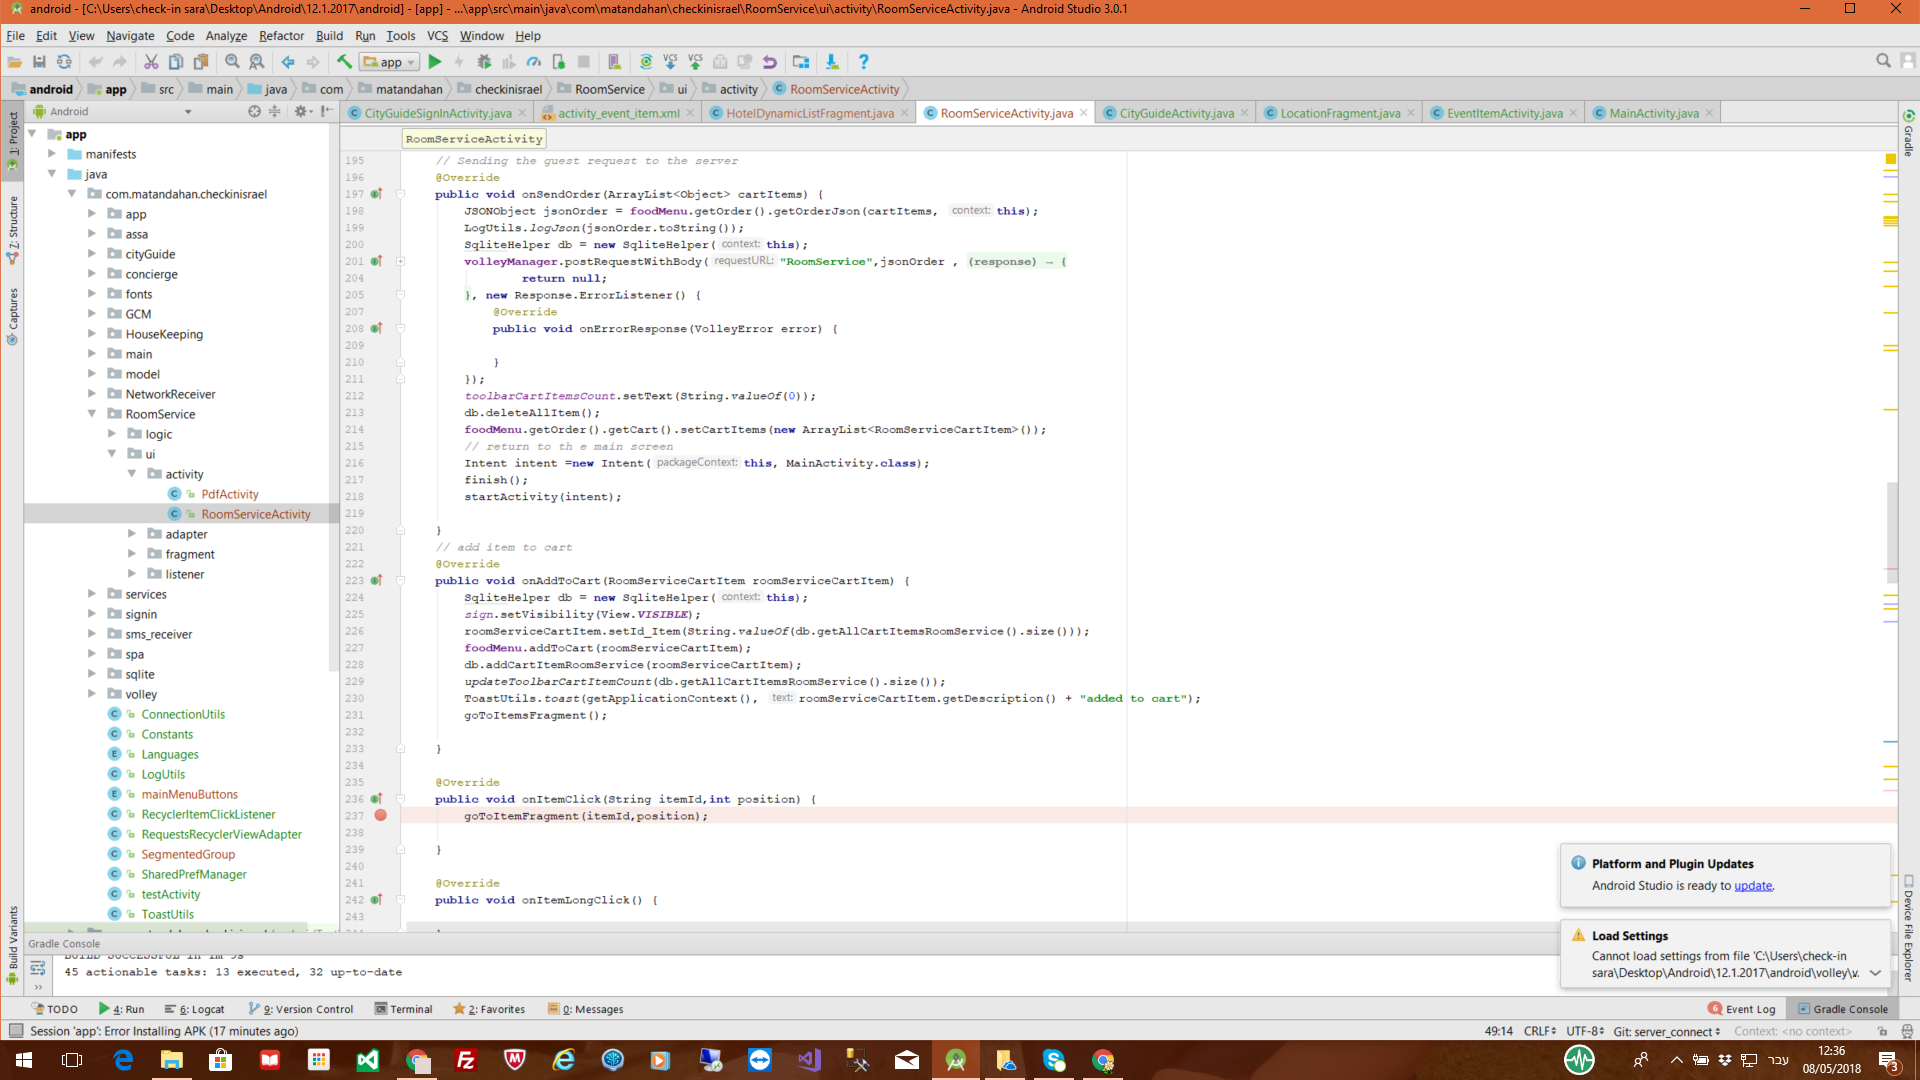 android - [C:\Users\check-in sara\Desktop\Android\12.1.2017\android] - [app] - ...\app\src\main\java\com\matandahan\checkinisrael\RoomService\ui\activity\RoomServiceActivity.java - Android Studio 3.0.1
File Edit View Navigate Code Analyze Refactor Build Run Tools VCS Window Help
app
android app src main java com matandahan checkinisrael RoomService ui activity RoomServiceActivity
Android
CityGuideSignInActivity.java activity_event_item.xml HotelDynamicListFragment.java RoomServiceActivity.java CityGuideActivity.java LocationFragment.java EventItemActivity.java MainActivity.java
1: Project
7: Structure
Captures
Build Variants
app
manifests
java
com.matandahan.checkinisrael
app
assa
cityGuide
concierge
fonts
GCM
HouseKeeping
main
model
NetworkReceiver
RoomService
logic
ui
activity
PdfActivity
RoomServiceActivity
adapter
fragment
listener
services
signin
sms_receiver
spa
sqlite
volley
ConnectionUtils
Constants
Languages
LogUtils
mainMenuButtons
RecyclerItemClickListener
RequestsRecyclerViewAdapter
SegmentedGroup
SharedPrefManager
testActivity
ToastUtils
RoomServiceActivity
195 // Sending the guest request to the server
196 @Override
197 public void onSendOrder(ArrayList<Object> cartItems) {
198 JSONObject jsonOrder = foodMenu.getOrder().getOrderJson(cartItems, context: this);
199 LogUtils.logJson(jsonOrder.toString());
200 SqliteHelper db = new SqliteHelper( context: this);
201 volleyManager.postRequestWithBody( requestURL: "RoomService",jsonOrder , (response) → {
204 return null;
205 }, new Response.ErrorListener() {
207 @Override
208 public void onErrorResponse(VolleyError error) {
209
210 }
211 });
212 toolbarCartItemsCount.setText(String.valueOf(0));
213 db.deleteAllItem();
214 foodMenu.getOrder().getCart().setCartItems(new ArrayList<RoomServiceCartItem>());
215 // return to th e main screen
216 Intent intent =new Intent( packageContext: this, MainActivity.class);
217 finish();
218 startActivity(intent);
219
220 }
221 // add item to cart
222 @Override
223 public void onAddToCart(RoomServiceCartItem roomServiceCartItem) {
224 SqliteHelper db = new SqliteHelper( context: this);
225 sign.setVisibility(View.VISIBLE);
226 roomServiceCartItem.setId_Item(String.valueOf(db.getAllCartItemsRoomService().size()));
227 foodMenu.addToCart(roomServiceCartItem);
228 db.addCartItemRoomService(roomServiceCartItem);
229 updateToolbarCartItemCount(db.getAllCartItemsRoomService().size());
230 ToastUtils.toast(getApplicationContext(), text: roomServiceCartItem.getDescription() + "added to cart");
231 goToItemsFragment();
232
233 }
234
235 @Override
236 public void onItemClick(String itemId,int position) {
237 goToItemFragment(itemId,position);
238
239 }
240
241 @Override
242 public void onItemLongClick() {
243
Gradle
Device File Explorer
Platform and Plugin Updates
Android Studio is ready to update.
Load Settings
Cannot load settings from file 'C:\Users\check-in
sara\Desktop\Android\12.1.2017\android\volley\v.
Gradle Console
BUILD SUCCESSFUL in 1m 9s
45 actionable tasks: 13 executed, 32 up-to-date
TODO 4: Run 6: Logcat 9: Version Control Terminal 2: Favorites 0: Messages 6 Event Log Gradle Console
Session 'app': Error Installing APK (17 minutes ago) 49:14 CRLF UTF-8 Git: server_connect Context: <no context>
עבר
12:36
08/05/2018
3